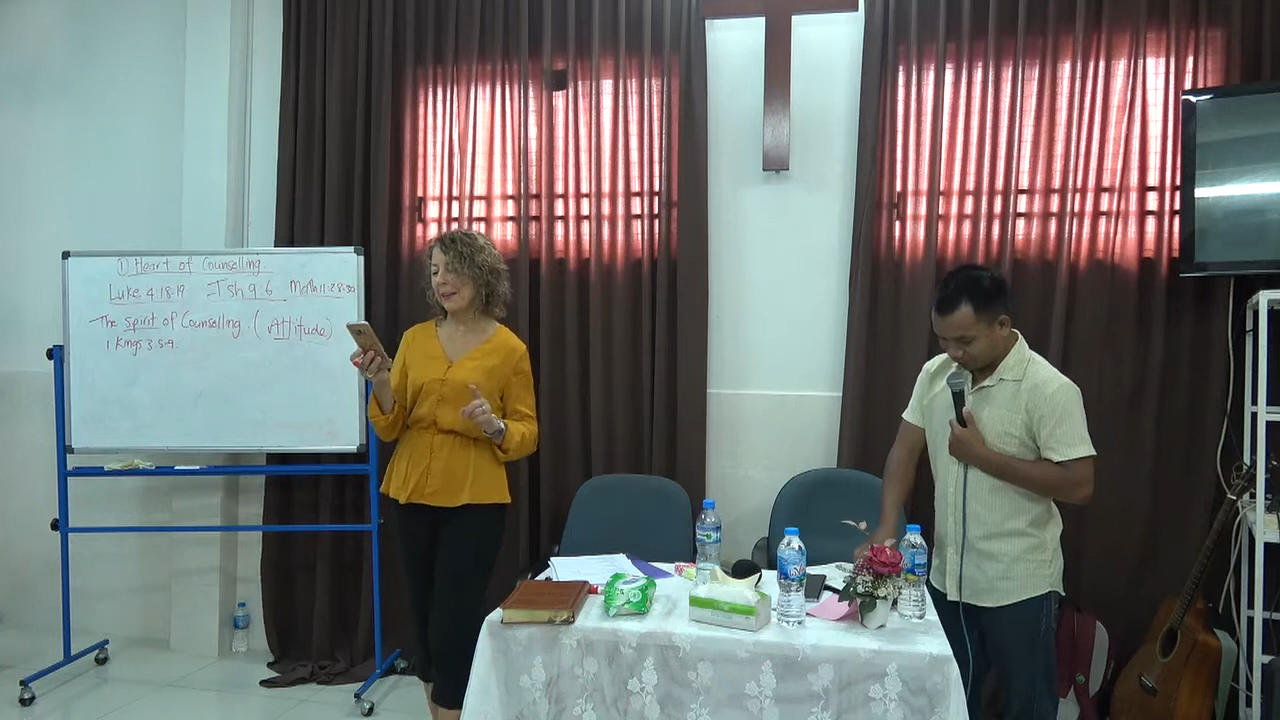 ① Heart of Counselling
Luke 4:18-19 Ish 9.6 Math 11:28-30
The Spirit of Counselling. (Attitude)
1 Kings 3.5-9.